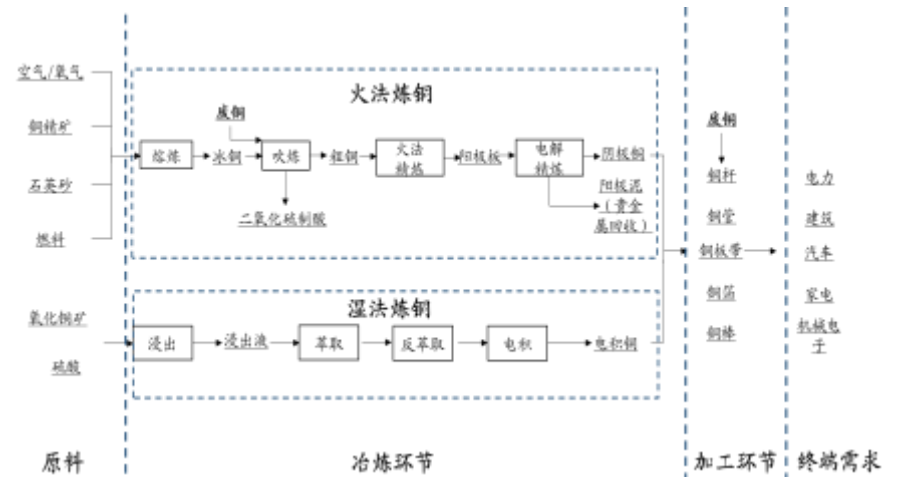 空气/氧气
铜精矿
石英砂
燃料
氧化铜矿
硫酸
原料
火法炼铜
废铜
熔炼
冰铜
吹炼
粗铜
火法
精炼
阳极板
电解
精炼
阴极铜
二氧化硫制酸
阳极泥
（贵金
属回收）
湿法炼铜
浸出
浸出液
萃取
反萃取
电积
电积铜
冶炼环节
废铜
铜杆
铜管
铜板带
铜箔
铜棒
加工环节
电力
建筑
汽车
家电
机械电
子
终端需求